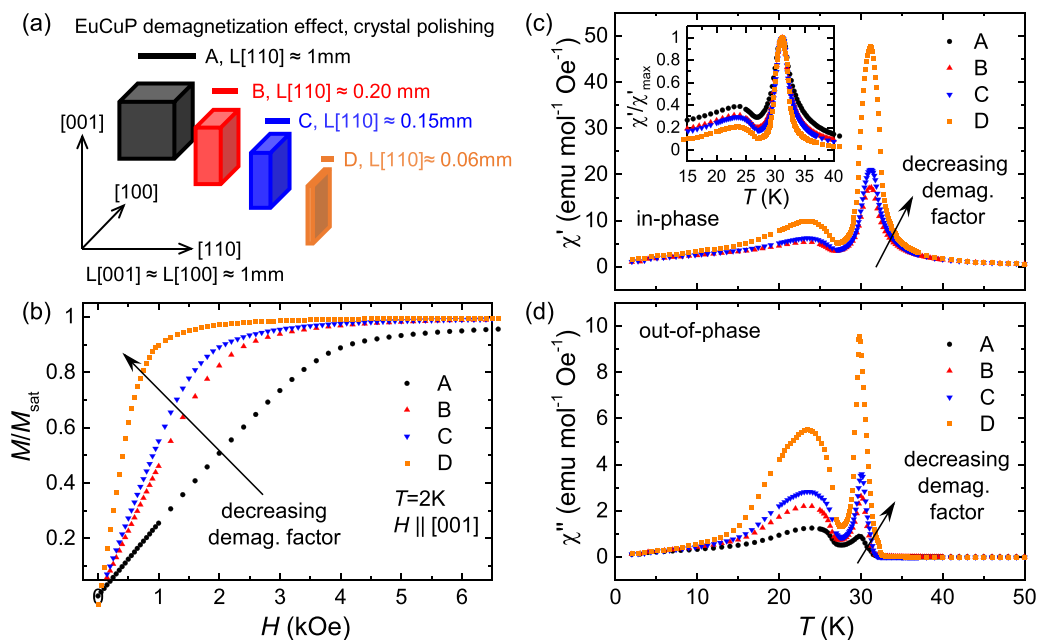 (a)
EuCuP demagnetization effect, crystal polishing
A, L[110] ≈ 1mm
B, L[110] ≈ 0.20 mm
C, L[110] ≈ 0.15mm
D, L[110]≈ 0.06mm
[001]
[100]
[110]
L[001] ≈ L[100] ≈ 1mm
(b)
M/Msat
1
0.8
0.6
0.4
0.2
A
B
C
D
decreasing
demag. factor
T=2K
H || [001]
0 1 2 3 4 5 6
H (kOe)
(c)
χ' (emu mol-1 Oe-1)
50
40
30
20
10
0
χ'/χ'max
1
0.8
0.6
0.4
0.2
0
15 20 25 30 35 40
T (K)
A
B
C
D
in-phase
decreasing
demag.
factor
(d)
χ" (emu mol-1 Oe-1)
10
8
6
4
2
0
out-of-phase
A
B
C
D
decreasing
demag.
factor
0 10 20 30 40 50
T (K)